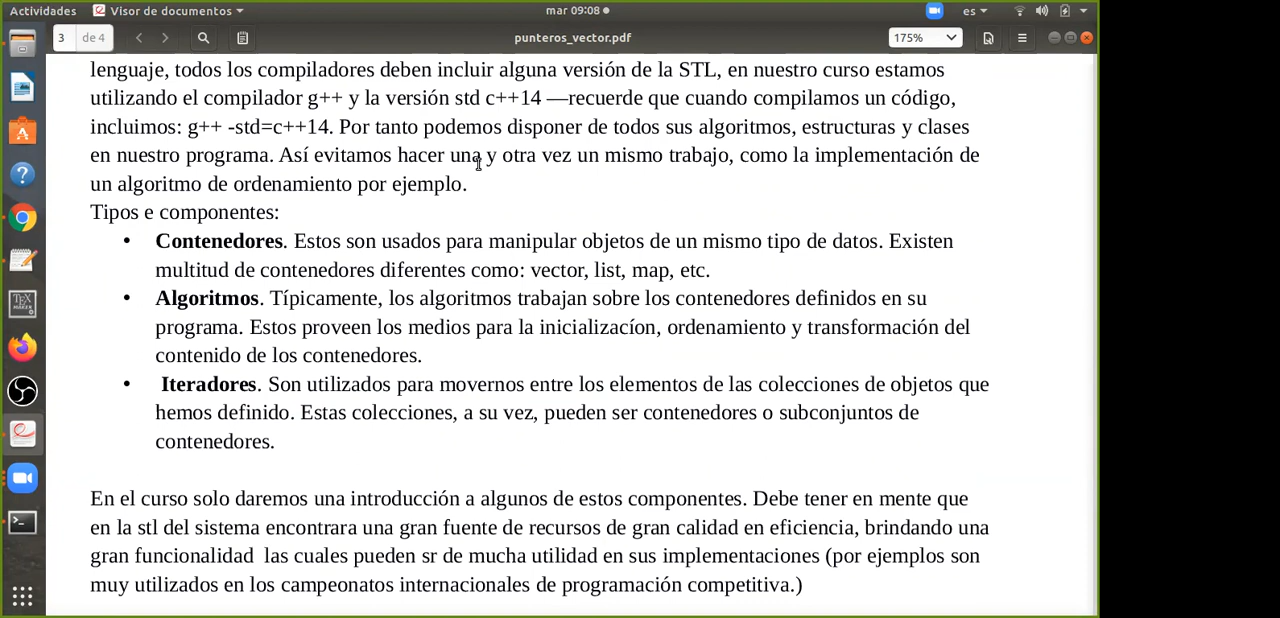 Actividades Visor de documentos mar 09:08 es
3 de 4 punteros_vector.pdf 175%
lenguaje, todos los compiladores deben incluir alguna versión de la STL, en nuestro curso estamos
utilizando el compilador g++ y la versión std c++14 —recuerde que cuando compilamos un código,
incluimos: g++ -std=c++14. Por tanto podemos disponer de todos sus algoritmos, estructuras y clases
en nuestro programa. Así evitamos hacer una y otra vez un mismo trabajo, como la implementación de
un algoritmo de ordenamiento por ejemplo.
Tipos e componentes:
• Contenedores. Estos son usados para manipular objetos de un mismo tipo de datos. Existen
multitud de contenedores diferentes como: vector, list, map, etc.
• Algoritmos. Típicamente, los algoritmos trabajan sobre los contenedores definidos en su
programa. Estos proveen los medios para la inicializacíon, ordenamiento y transformación del
contenido de los contenedores.
• Iteradores. Son utilizados para movernos entre los elementos de las colecciones de objetos que
hemos definido. Estas colecciones, a su vez, pueden ser contenedores o subconjuntos de
contenedores.
En el curso solo daremos una introducción a algunos de estos componentes. Debe tener en mente que
en la stl del sistema encontrara una gran fuente de recursos de gran calidad en eficiencia, brindando una
gran funcionalidad las cuales pueden sr de mucha utilidad en sus implementaciones (por ejemplos son
muy utilizados en los campeonatos internacionales de programación competitiva.)